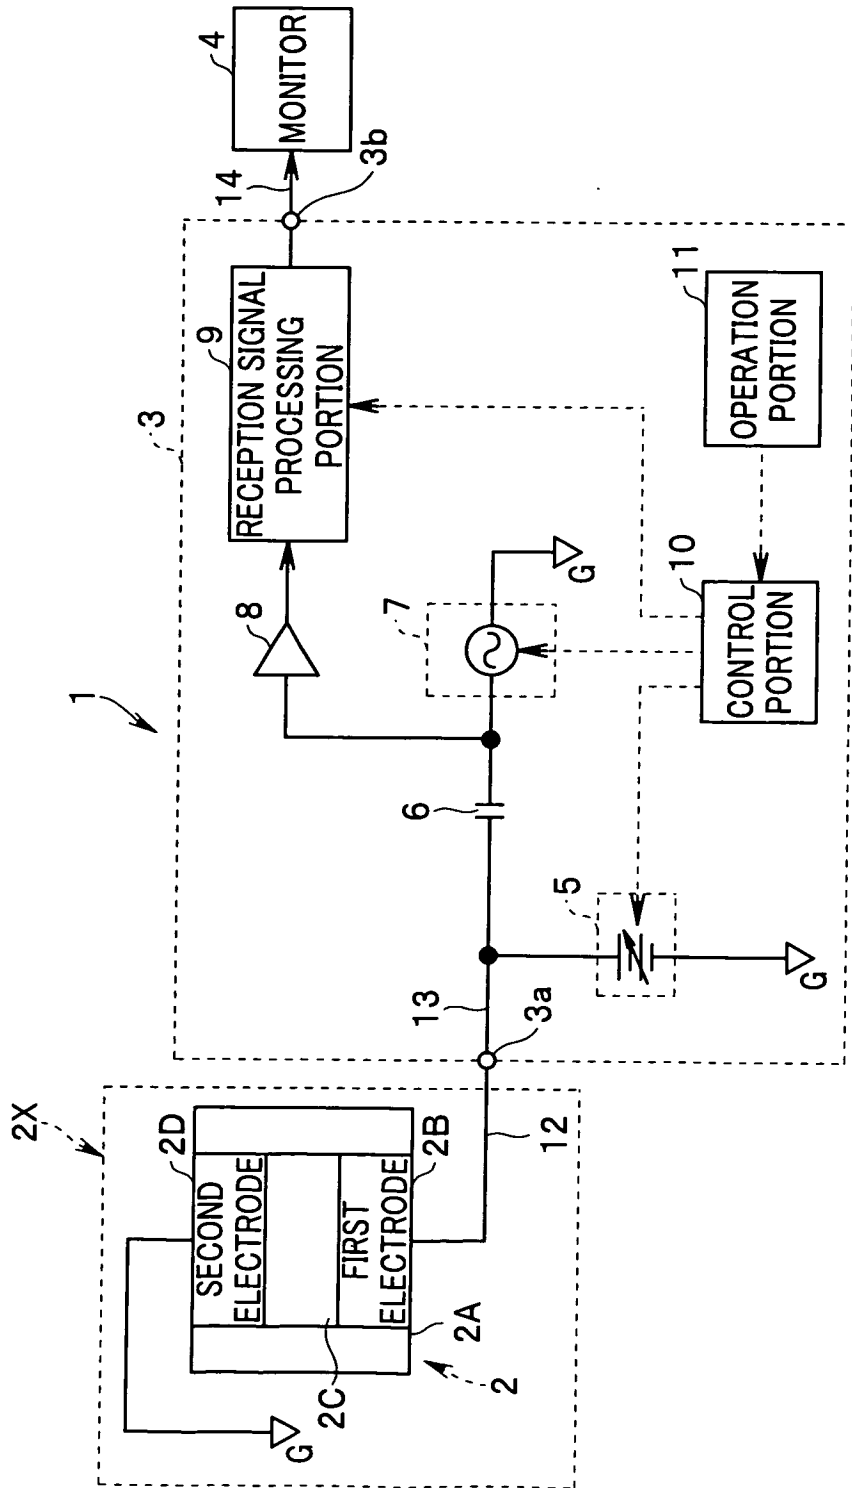 1
2X
2D
SECOND
ELECTRODE
2C
FIRST
ELECTRODE
2B
2A
2
G
12
3a
13
3
5
G
6
7
G
8
9
RECEPTION SIGNAL
PROCESSING
PORTION
10
CONTROL
PORTION
11
OPERATION
PORTION
3b
14
4
MONITOR